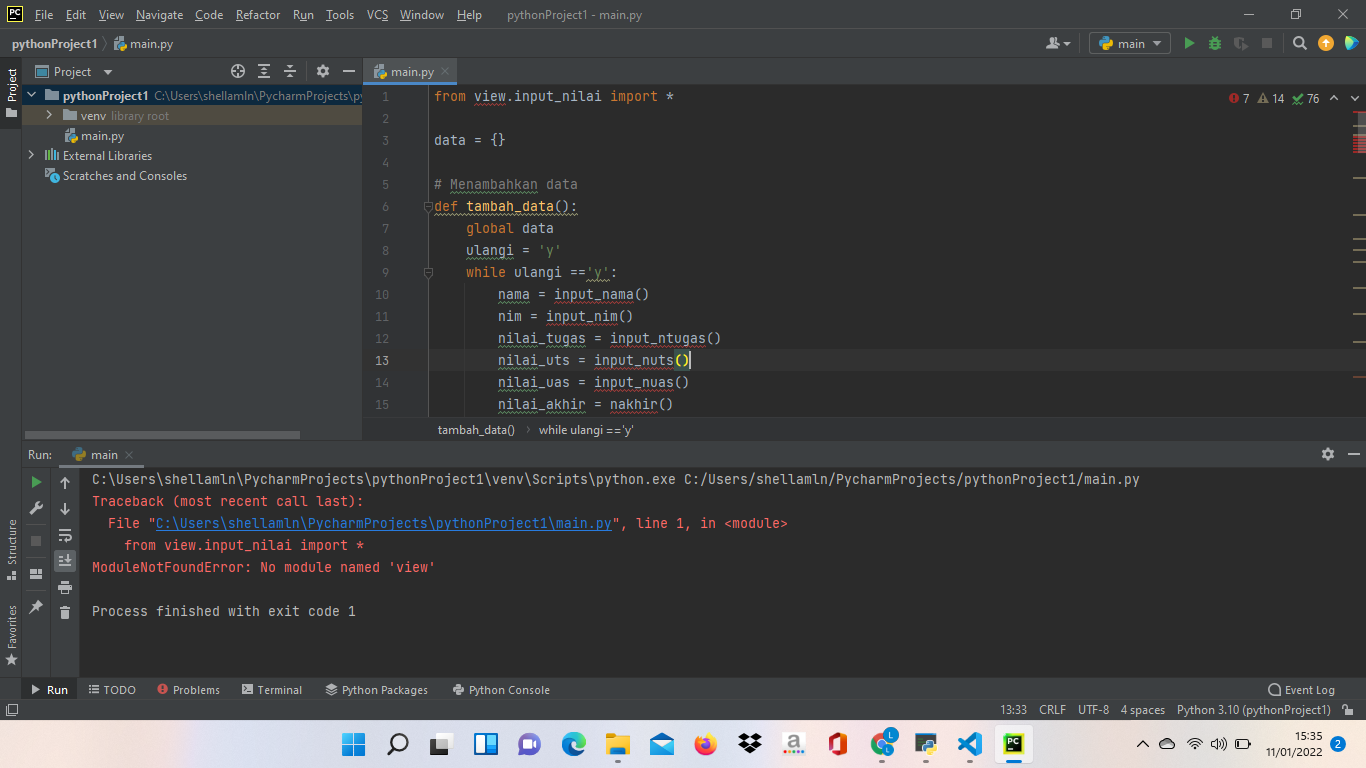 PC File Edit View Navigate Code Refactor Run Tools VCS Window Help pythonProject1 - main.py
pythonProject1 main.py main
Project main.py
Project
pythonProject1 C:\Users\shellamln\PycharmProjects\py
venv library root
main.py
External Libraries
Scratches and Consoles
7 14 76
1 from view.input_nilai import *
2
3 data = {}
4
5 # Menambahkan data
6 def tambah_data():
7 global data
8 ulangi = 'y'
9 while ulangi =='y':
10 nama = input_nama()
11 nim = input_nim()
12 nilai_tugas = input_ntugas()
13 nilai_uts = input_nuts()
14 nilai_uas = input_nuas()
15 nilai_akhir = nakhir()
tambah_data() while ulangi =='y'
Run: main
C:\Users\shellamln\PycharmProjects\pythonProject1\venv\Scripts\python.exe C:/Users/shellamln/PycharmProjects/pythonProject1/main.py
Traceback (most recent call last):
File "C:\Users\shellamln\PycharmProjects\pythonProject1\main.py", line 1, in <module>
from view.input_nilai import *
ModuleNotFoundError: No module named 'view'
Process finished with exit code 1
Structure
Favorites
Run TODO Problems Terminal Python Packages Python Console Event Log
13:33 CRLF UTF-8 4 spaces Python 3.10 (pythonProject1)
a L PC 15:35
11/01/2022 2